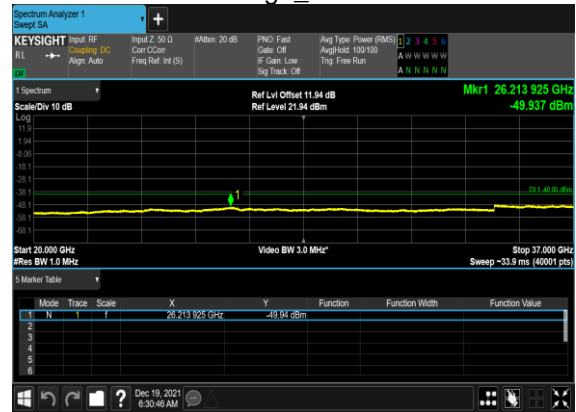 Spectrum Analyzer 1
Swept SA
KEYSIGHT Input: RF Input Z: 50 Ω #Atten: 20 dB PNO: Fast Avg Type: Power (RMS) 1 2 3 4 5 6
RL Coupling: DC Corr CCorr Gate: Off Avg|Hold: 100/100 A W W W W W
Align: Auto Freq Ref: Int (S) IF Gain: Low Trig: Free Run
LXI Sig Track: Off A N N N N N
1 Spectrum Ref Lvl Offset 11.94 dB Mkr1 26.213 925 GHz
Scale/Div 10 dB Ref Level 21.94 dBm -49.937 dBm
Log
11.9
1.94
-8.06
-18.1
-28.1
-38.1 1 DL1 -40.00 dBm
-48.1
-58.1
-68.1
Start 20.000 GHz Video BW 3.0 MHz* Stop 37.000 GHz
#Res BW 1.0 MHz Sweep ~33.9 ms (40001 pts)
5 Marker Table
Mode Trace Scale X Y Function Function Width Function Value
1 N 1 f 26.213 925 GHz -49.94 dBm
2
3
4
5
6
? Dec 19, 2021
6:30:46 AM